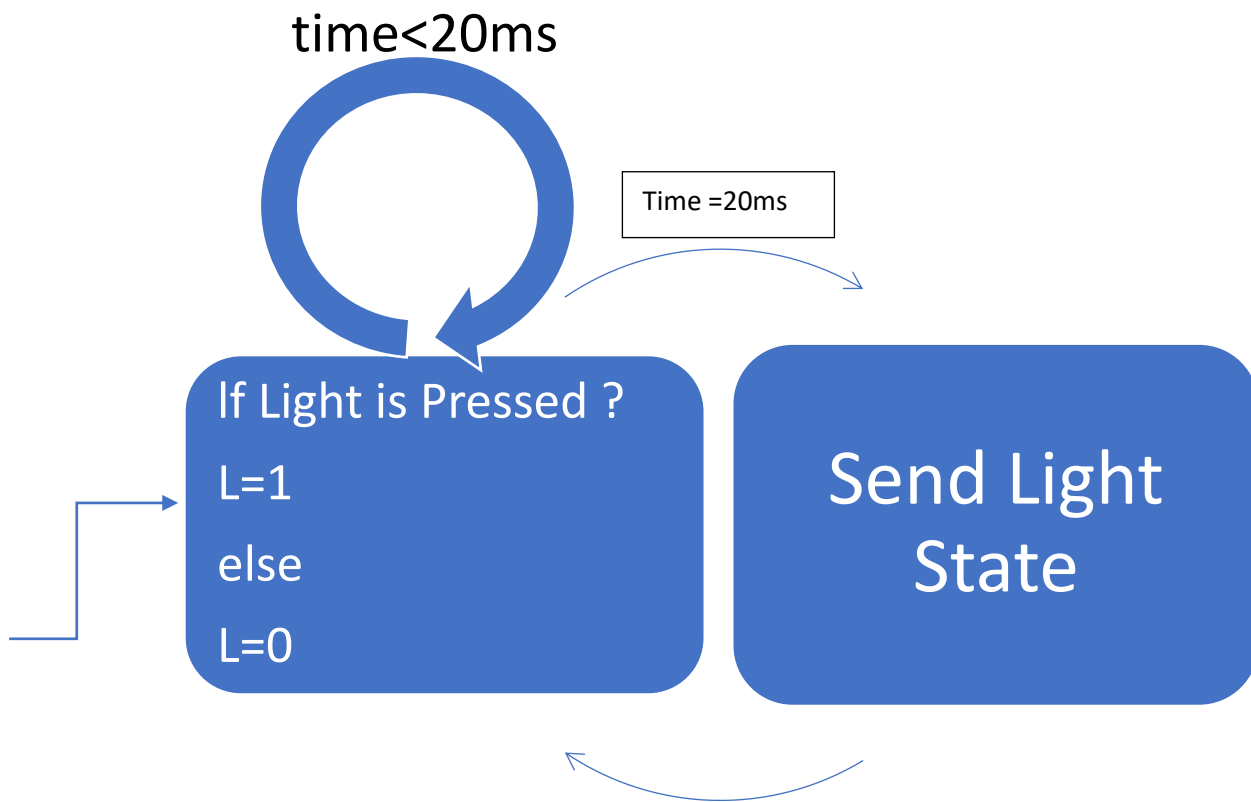 time<20ms
Time =20ms
If Light is Pressed ?
L=1
else
L=0
Send Light
State